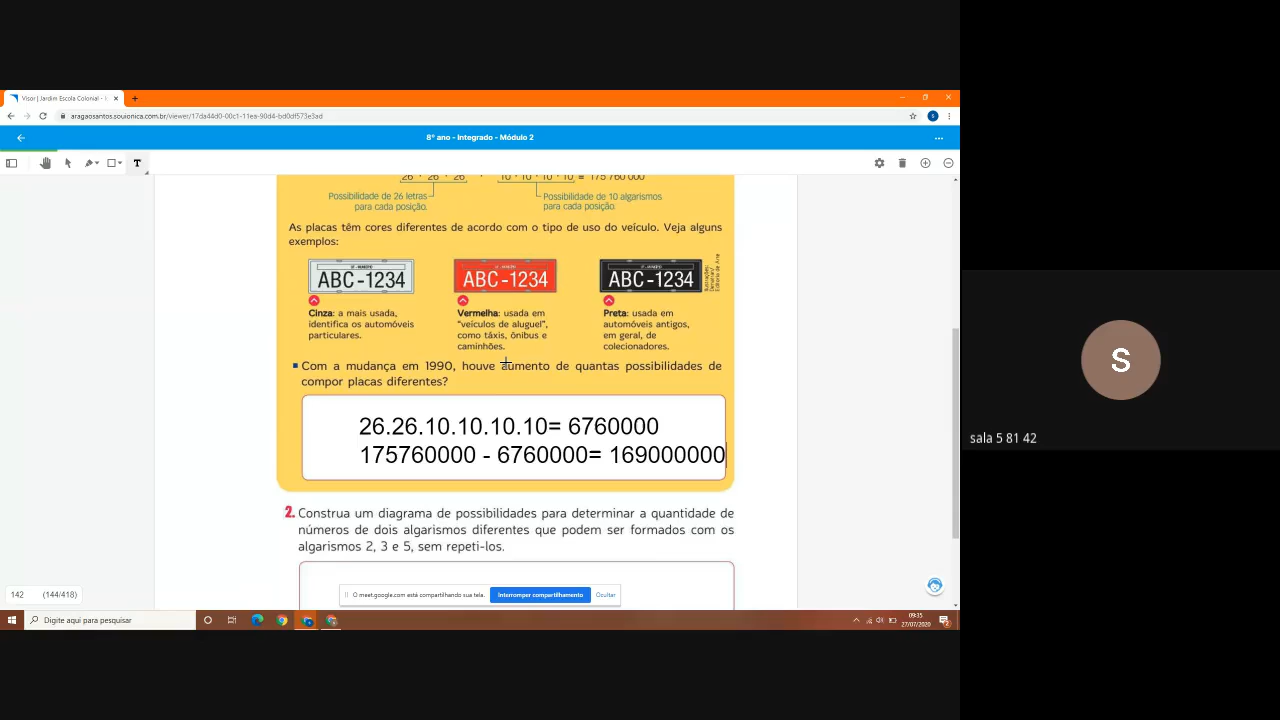 Visor | Jardim Escola Colonial - I
aragaosantos.souionica.com.br/viewer/17da44d0-00c1-11ea-90d4-bd0df573e3ad
8º ano - Integrado - Módulo 2
26 · 26 · 26 · 10 · 10 · 10 · 10 = 175 760 000
Possibilidade de 26 letras
para cada posição.
Possibilidade de 10 algarismos
para cada posição.
As placas têm cores diferentes de acordo com o tipo de uso do veículo. Veja alguns
exemplos:
ABC-1234
ABC-1234
ABC-1234
Cinza: a mais usada,
identifica os automóveis
particulares.
Vermelha: usada em
“veículos de aluguel”,
como táxis, ônibus e
caminhões.
Preta: usada em
automóveis antigos,
em geral, de
colecionadores.
Com a mudança em 1990, houve aumento de quantas possibilidades de
compor placas diferentes?
26.26.10.10.10.10= 6760000
175760000 - 6760000= 169000000
2. Construa um diagrama de possibilidades para determinar a quantidade de
números de dois algarismos diferentes que podem ser formados com os
algarismos 2, 3 e 5, sem repeti-los.
142 (144/418)
O meet.google.com está compartilhando sua tela.
Interromper compartilhamento
Ocultar
Digite aqui para pesquisar
09:35
27/07/2020
S
sala 5 81 42